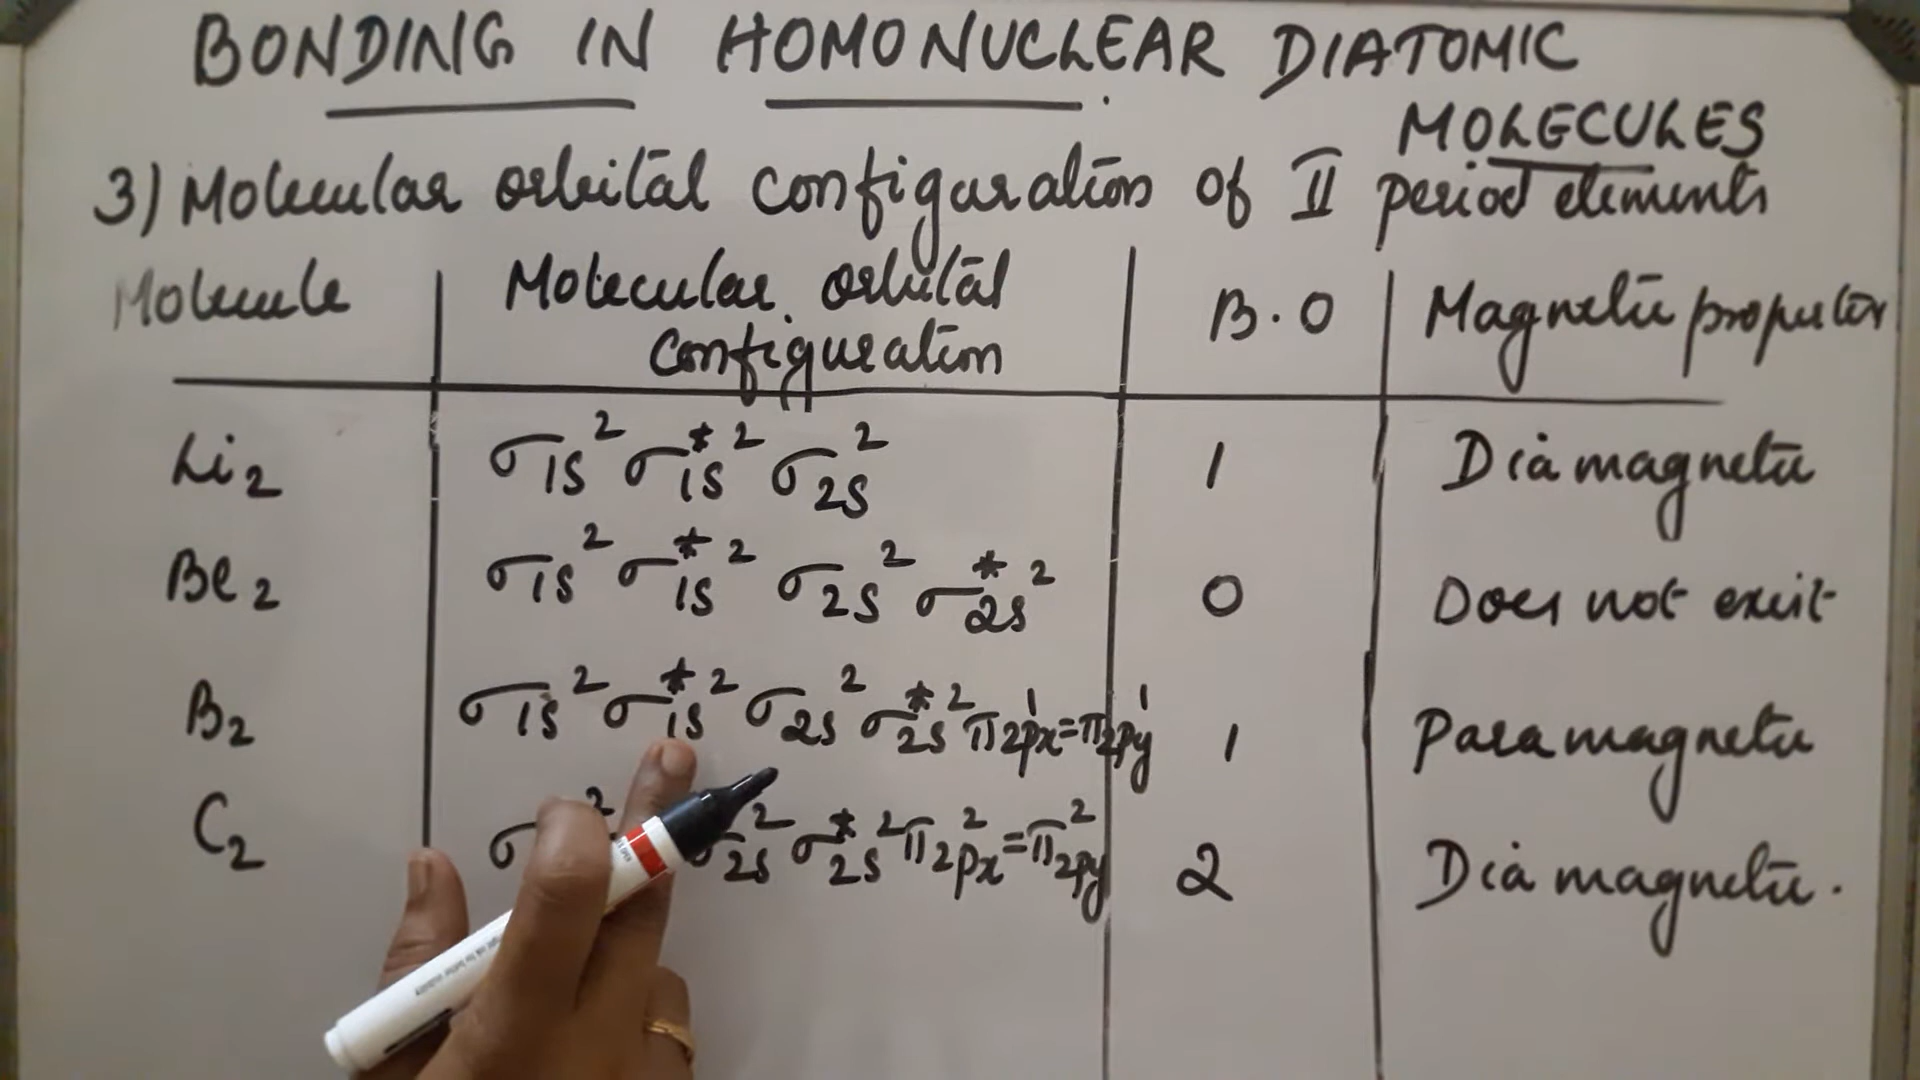 BONDING IN HOMONUCLEAR DIATOMIC
MOLECULES
3) Molecular orbital configuration of II period elements
Molecule Molecular orbital configuration B.O Magnetic properties
Li₂ σ1s² σ*1s² σ2s² 1 Diamagnetic
Be₂ σ1s² σ*1s² σ2s² σ*2s² 0 Does not exist
B₂ σ1s² σ*1s² σ2s² σ*2s² π2px¹=π2py¹ 1 Paramagnetic
C₂ σ ² σ2s² σ*2s² π2px²=π2py² 2 Diamagnetic.